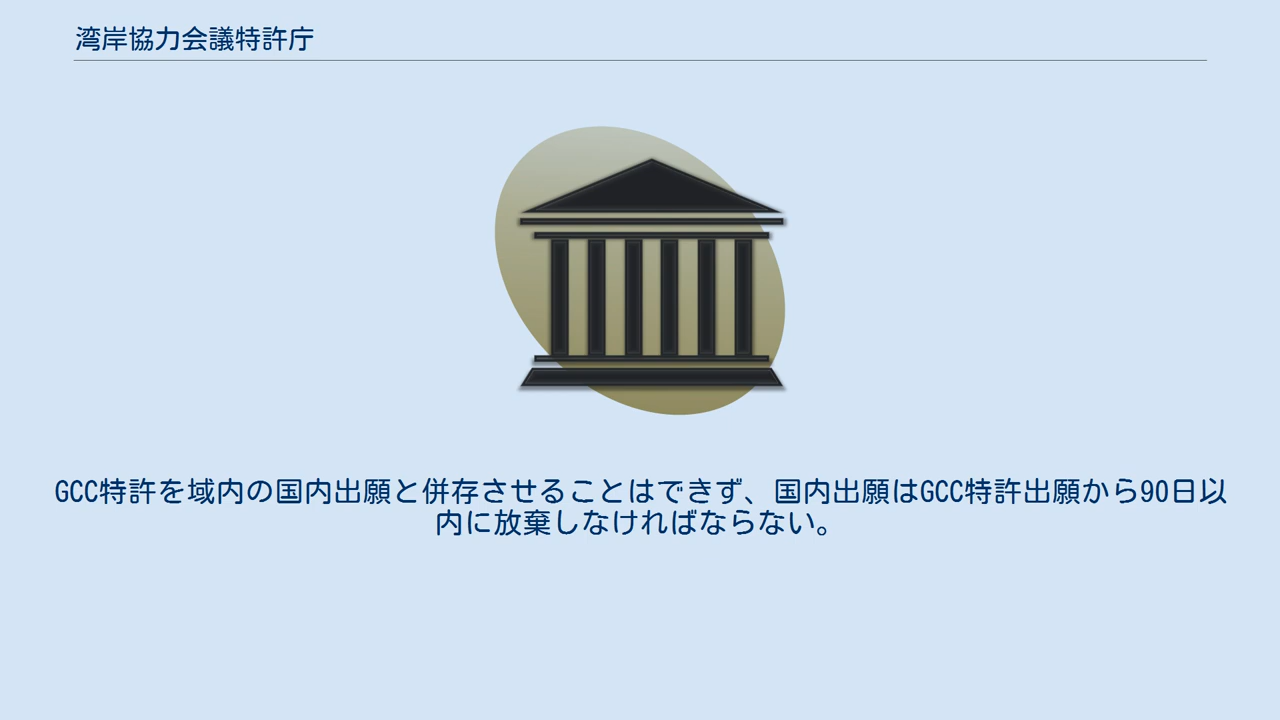 湾岸協力会議特許庁
GCC特許を域内の国内出願と併存させることはできず、国内出願はGCC特許出願から90日以
内に放棄しなければならない。